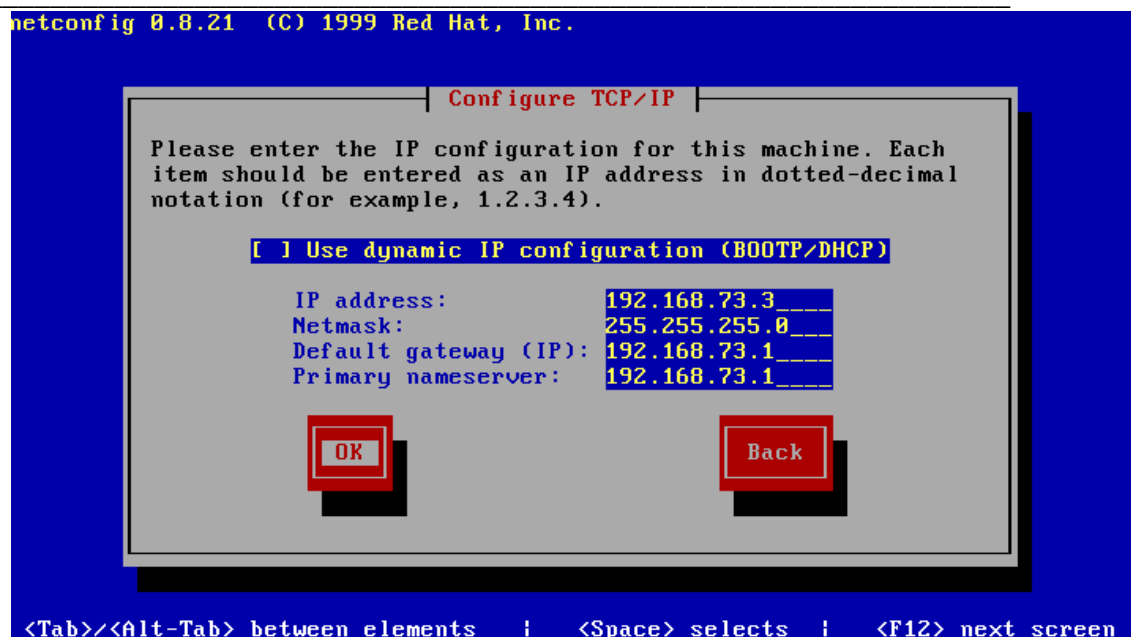 netconfig 0.8.21  (C) 1999 Red Hat, Inc.
Configure TCP/IP
Please enter the IP configuration for this machine. Each
item should be entered as an IP address in dotted-decimal
notation (for example, 1.2.3.4).
[ ] Use dynamic IP configuration (BOOTP/DHCP)
IP address: 192.168.73.3____
Netmask: 255.255.255.0___
Default gateway (IP): 192.168.73.1____
Primary nameserver: 192.168.73.1____
OK Back
<Tab>/<Alt-Tab> between elements | <Space> selects | <F12> next screen